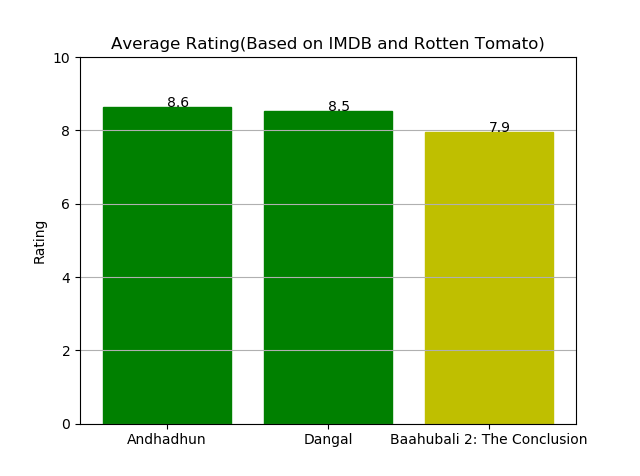 Average Rating(Based on IMDB and Rotten Tomato)
10
8
6
4
2
0
Rating
8.6
8.5
7.9
Andhadhun
Dangal
Baahubali 2: The Conclusion